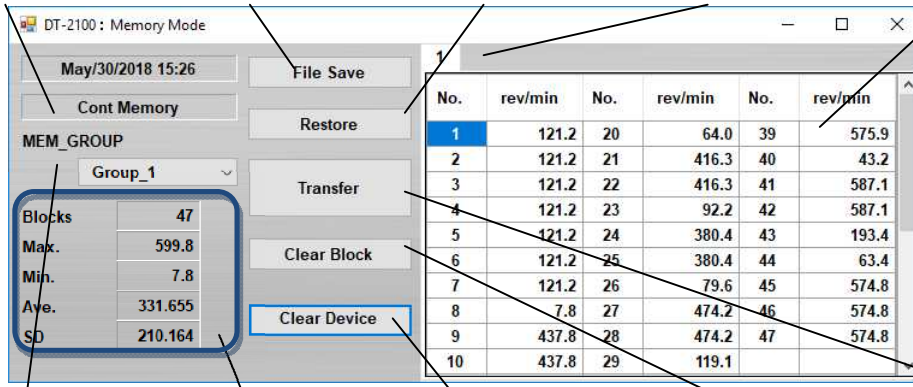 DT-2100 : Memory Mode
May/30/2018 15:26
Cont Memory
MEM_GROUP
Group_1
Blocks 47
Max. 599.8
Min. 7.8
Ave. 331.655
SD 210.164
File Save
Restore
Transfer
Clear Block
Clear Device
1
No. rev/min No. rev/min No. rev/min
1 121.2 20 64.0 39 575.9
2 121.2 21 416.3 40 43.2
3 121.2 22 416.3 41 587.1
4 121.2 23 92.2 42 587.1
5 121.2 24 380.4 43 193.4
6 121.2 25 380.4 44 63.4
7 121.2 26 79.6 45 574.8
8 7.8 27 474.2 46 574.8
9 437.8 28 474.2 47 574.8
10 437.8 29 119.1